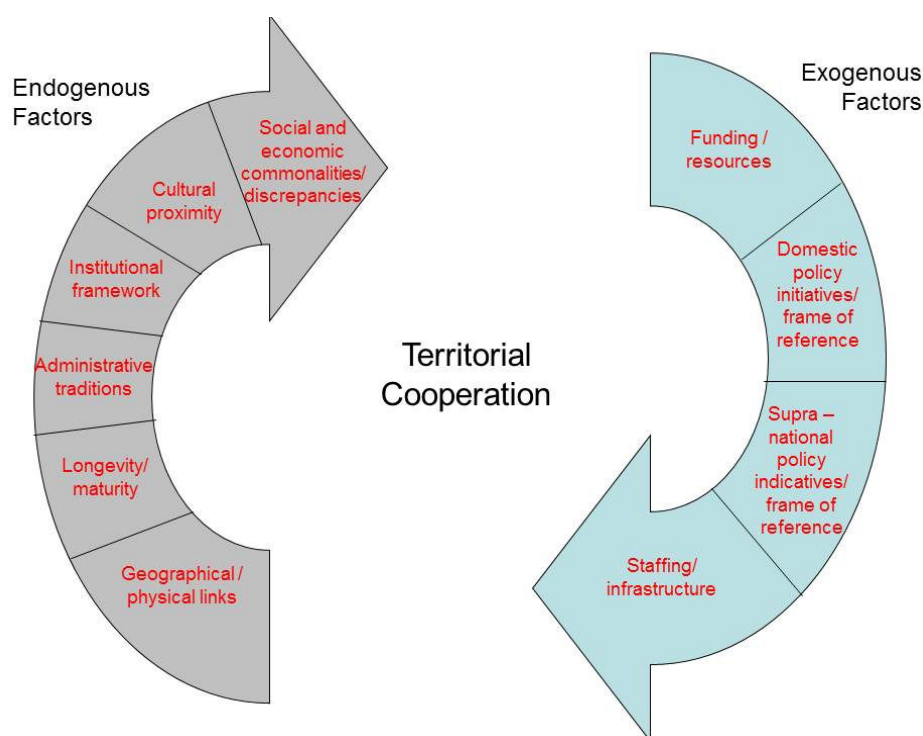 Endogenous
Factors
Social and
economic
commonalities/
discrepancies
Cultural
proximity
Institutional
framework
Administrative
traditions
Longevity/
maturity
Geographical /
physical links
Territorial
Cooperation
Exogenous
Factors
Funding /
resources
Domestic
policy
initiatives/
frame of
reference
Supra –
national
policy
indicatives/
frame of
reference
Staffing/
infrastructure